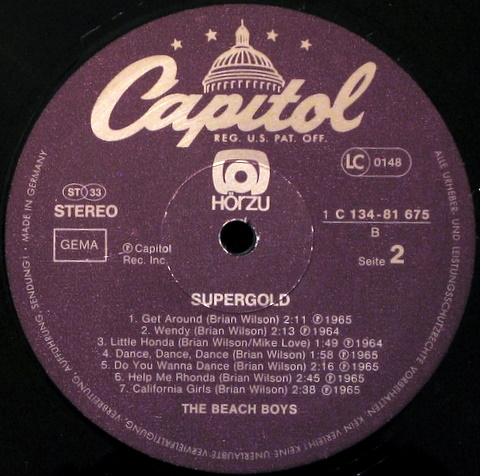 Capitol
REG. U.S. PAT. OFF.
LC 0148
HÖRZU
ST 33
STEREO
GEMA
℗ Capitol
Rec. Inc.
1 C 134-81 675
B
Seite 2
SUPERGOLD
1. Get Around (Brian Wilson) 2:11 ℗ 1965
2. Wendy (Brian Wilson) 2:13 ℗ 1964
3. Little Honda (Brian Wilson/Mike Love) 1:49 ℗ 1964
4. Dance, Dance, Dance (Brian Wilson) 1:58 ℗ 1965
5. Do You Wanna Dance (Brian Wilson) 2:16 ℗ 1965
6. Help Me Rhonda (Brian Wilson) 2:45 ℗ 1965
7. California Girls (Brian Wilson) 2:38 ℗ 1965
THE BEACH BOYS
ALLE URHEBER- UND LEISTUNGSSCHUTZRECHTE VORBEHALTEN · KEIN VERLEIH! KEINE UNERLAUBTE VERVIELFÄLTIGUNG, VERBREITUNG, AUFFÜHRUNG, SENDUNG! · MADE IN GERMANY